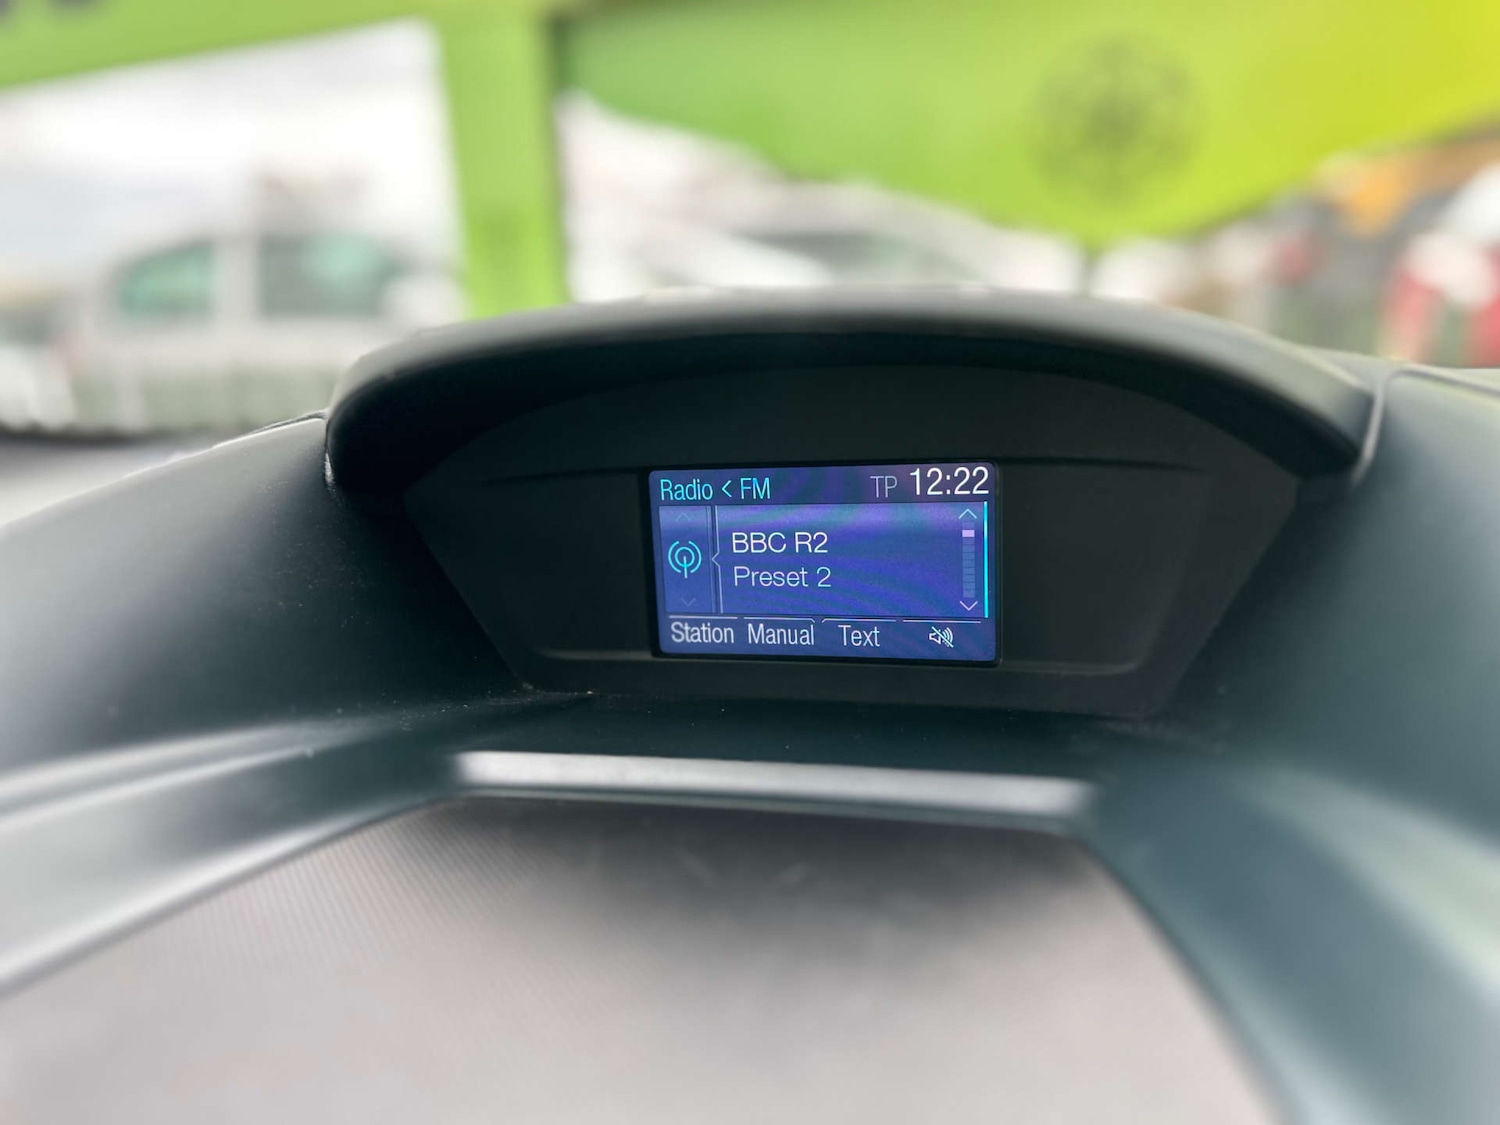 Radio < FM TP 12:22
BBC R2
Preset 2
Station Manual Text